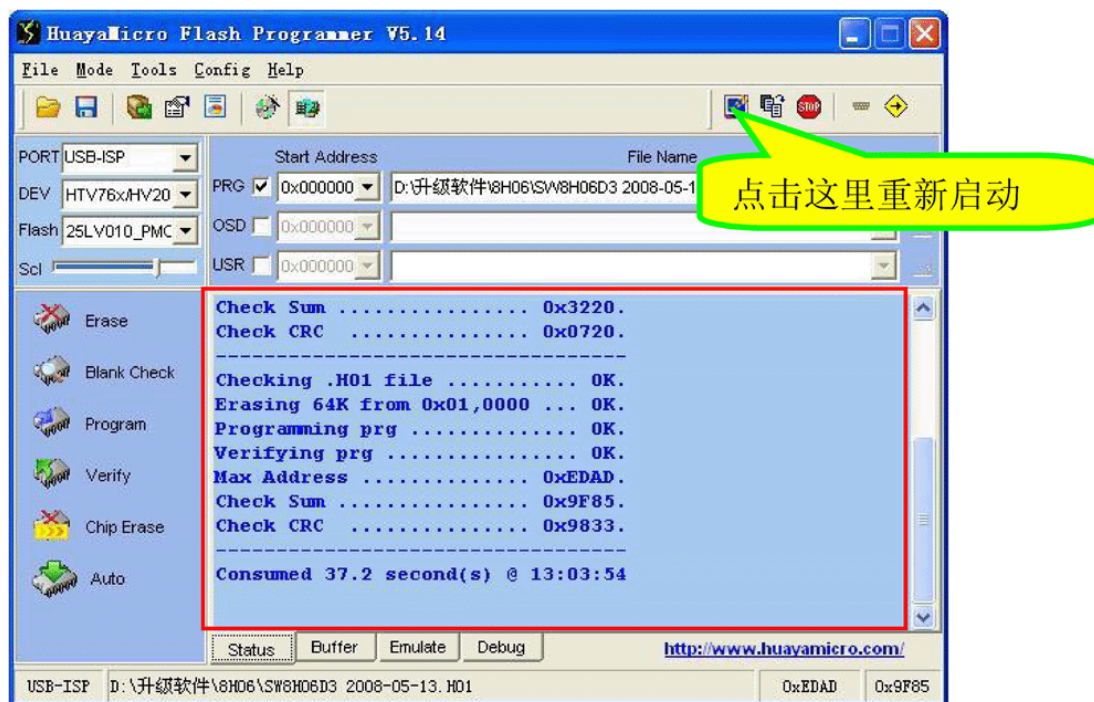 HuayaMicro Flash Programmer V5.14
File Mode Tools Config Help
STOP
PORT USB-ISP Start Address File Name
DEV HTV76x/HV20 PRG 0x000000 D:\升级软件\8H06\SW8H06D3 2008-05-1
点击这里重新启动
Flash 25LV010_PMC OSD 0x000000
Scl USR 0x000000
Erase
Blank Check
Program
Verify
Chip Erase
Auto
Check Sum ................ 0x3220.
Check CRC ............... 0x0720.
----------------------------------
Checking .H01 file ........... OK.
Erasing 64K from 0x01,0000 ... OK.
Programming prg .............. OK.
Verifying prg ................ OK.
Max Address .............. 0xEDAD.
Check Sum ................ 0x9F85.
Check CRC ............... 0x9833.
----------------------------------
Consumed 37.2 second(s) @ 13:03:54
Status Buffer Emulate Debug http://www.huayamicro.com/
USB-ISP D:\升级软件\8H06\SW8H06D3 2008-05-13.H01 0xEDAD 0x9F85